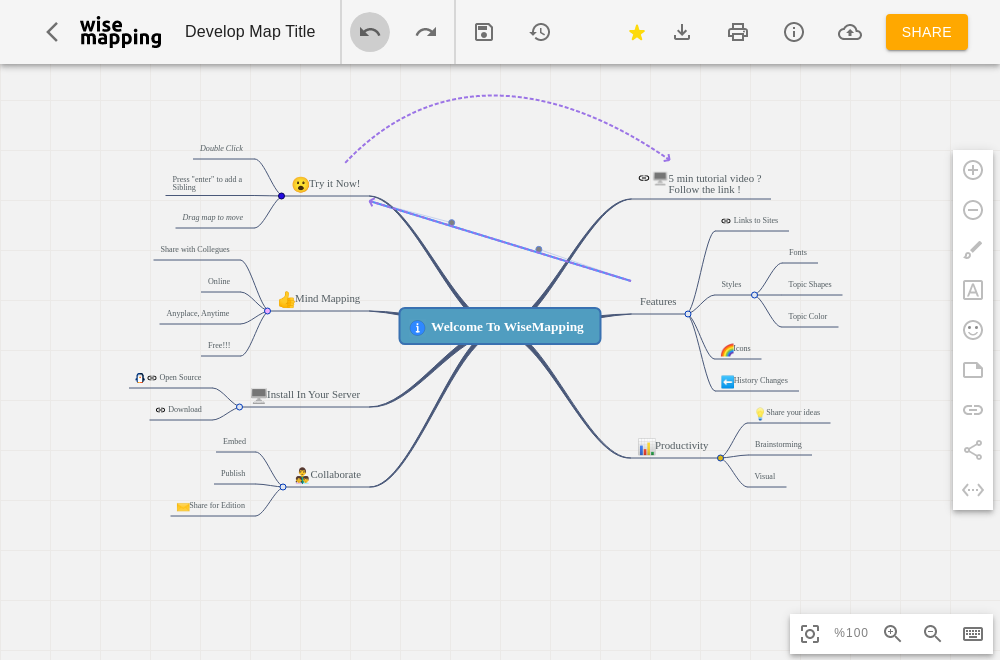 wise
mapping
Develop Map Title
SHARE
Double Click
Press "enter" to add a
Sibling
Drag map to move
Try it Now!
5 min tutorial video ?
Follow the link !
Links to Sites
Share with Collegues
Online
Anyplace, Anytime
Free!!!
Mind Mapping
Features
Styles
Fonts
Topic Shapes
Topic Color
Icons
History Changes
Welcome To WiseMapping
Open Source
Download
Install In Your Server
Embed
Publish
Share for Edition
Collaborate
Productivity
Share your ideas
Brainstorming
Visual
%100